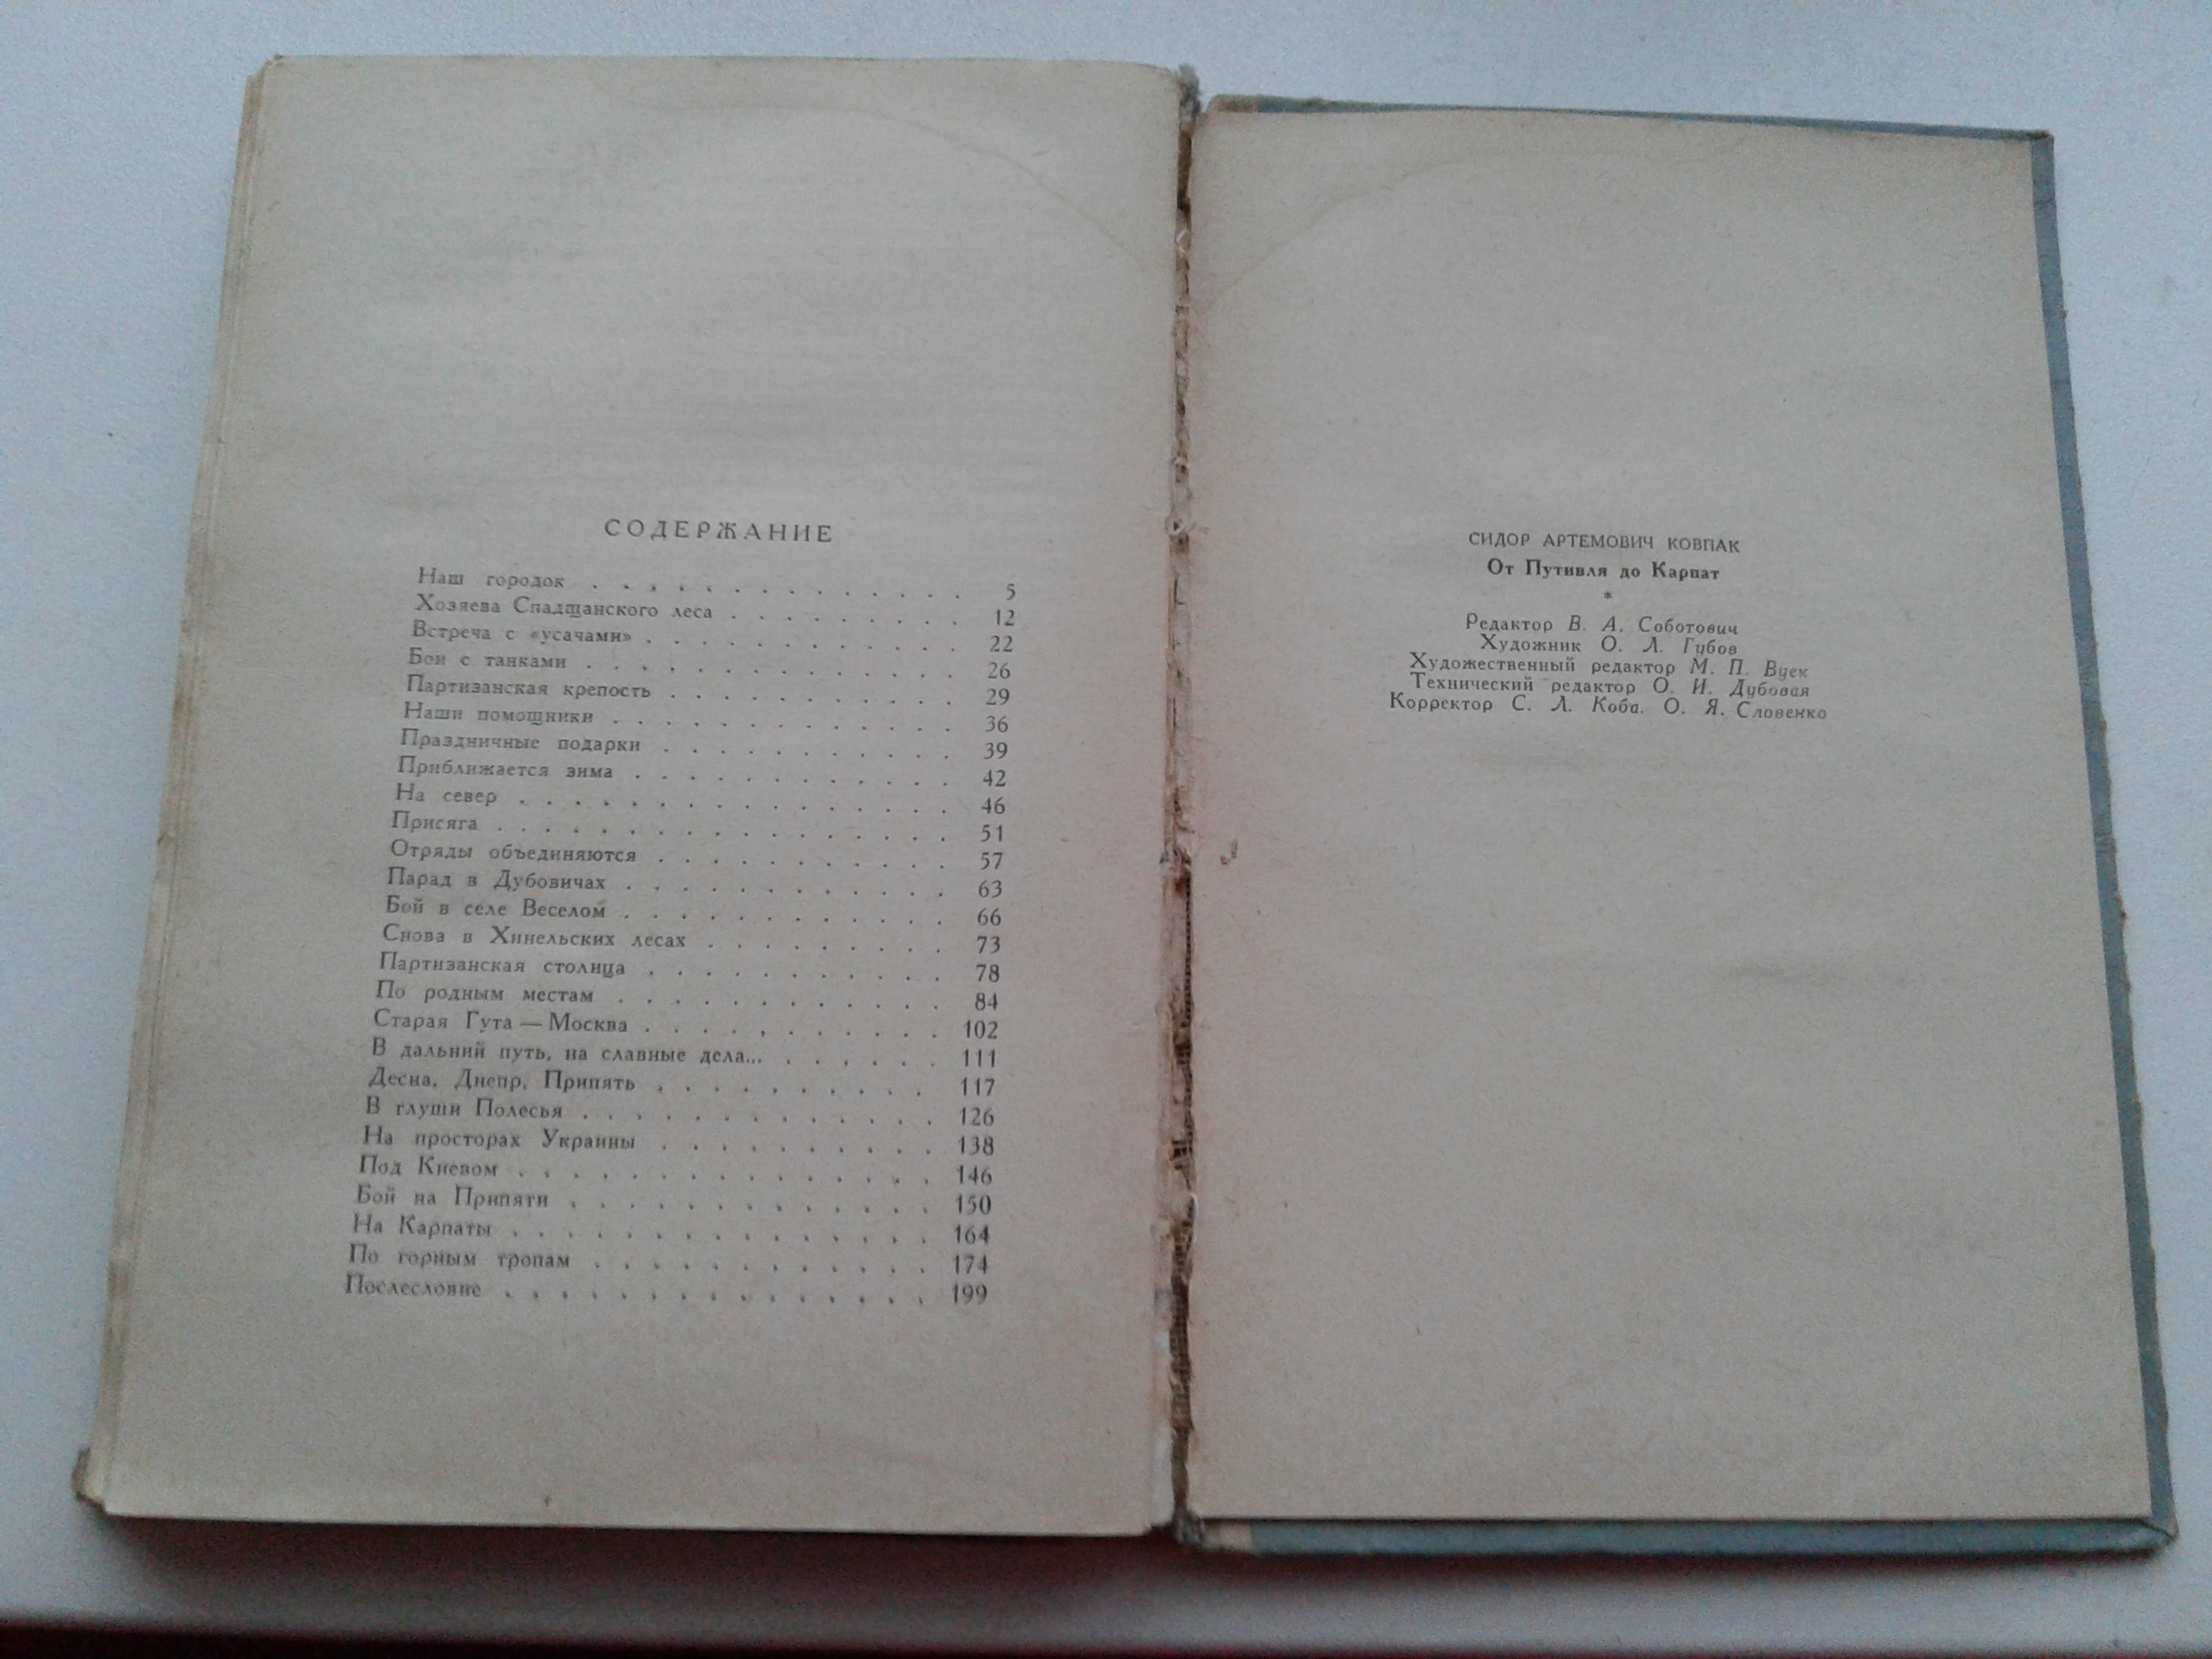 СОДЕРЖАНИЕ
Наш городок . . . . . . . . . . . . . . 5
Хозяева Спадщанского леса . . . . . . . . . 12
Встреча с «усачами» . . . . . . . . . . . . 22
Бои с танками . . . . . . . . . . . . . . 26
Партизанская крепость . . . . . . . . . . . 29
Наши помощники . . . . . . . . . . . . . 36
Праздничные подарки . . . . . . . . . . . 39
Приближается зима . . . . . . . . . . . . 42
На север . . . . . . . . . . . . . . . . 46
Присяга . . . . . . . . . . . . . . . . . 51
Отряды объединяются . . . . . . . . . . . 57
Парад в Дубовичах . . . . . . . . . . . . 63
Бой в селе Веселом . . . . . . . . . . . . 66
Снова в Хинельских лесах . . . . . . . . . 73
Партизанская столица . . . . . . . . . . . 78
По родным местам . . . . . . . . . . . . 84
Старая Гута — Москва . . . . . . . . . . . 102
В дальний путь, на славные дела... . . . . . . 111
Десна, Днепр, Припять . . . . . . . . . . 117
В глуши Полесья . . . . . . . . . . . . . 126
На просторах Украины . . . . . . . . . . 138
Под Киевом . . . . . . . . . . . . . . . 146
Бой на Припяти . . . . . . . . . . . . . 150
На Карпаты . . . . . . . . . . . . . . . 164
По горным тропам . . . . . . . . . . . . 174
Послесловие . . . . . . . . . . . . . . . 199
СИДОР АРТЕМОВИЧ КОВПАК
От Путивля до Карпат
*
Редактор В. А. Соботович
Художник О. Л. Губов
Художественный редактор М. П. Вуек
Технический редактор О. И. Дубовая
Корректор С. Л. Коба. О. Я. Словенко